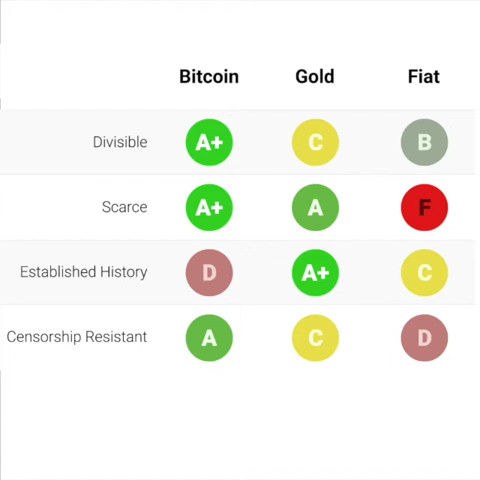 Bitcoin Gold Fiat
Divisible A+ C B
Scarce A+ A F
Established History D A+ C
Censorship Resistant A C D